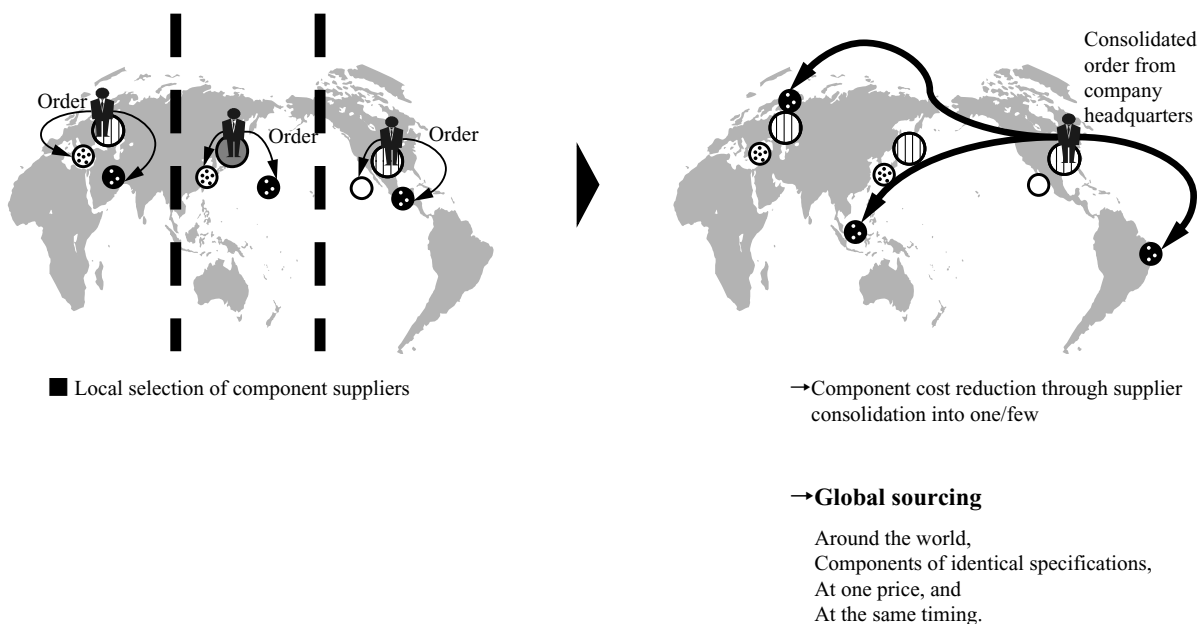 Order
Order
Order
■ Local selection of component suppliers
Consolidated
order from
company
headquarters
→Component cost reduction through supplier
consolidation into one/few
→Global sourcing
Around the world,
Components of identical specifications,
At one price, and
At the same timing.